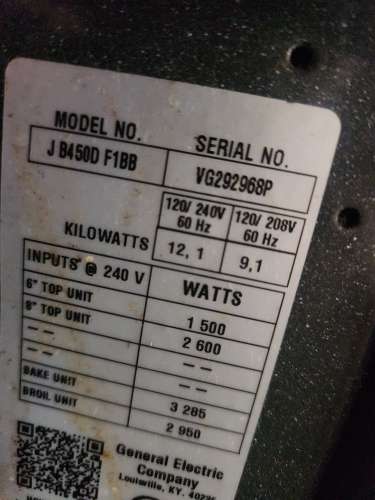 MODEL NO. SERIAL NO.
J B450D F1BB VG292968P
120/ 240V 60 Hz 120/ 208V 60 Hz
KILOWATTS 12,1 9,1
INPUTS @ 240 V WATTS
6" TOP UNIT 1 500
8" TOP UNIT 2 600
-- --
-- --
BAKE UNIT 3 285
BROIL UNIT 2 950
General Electric
Company
Louisville, KY.